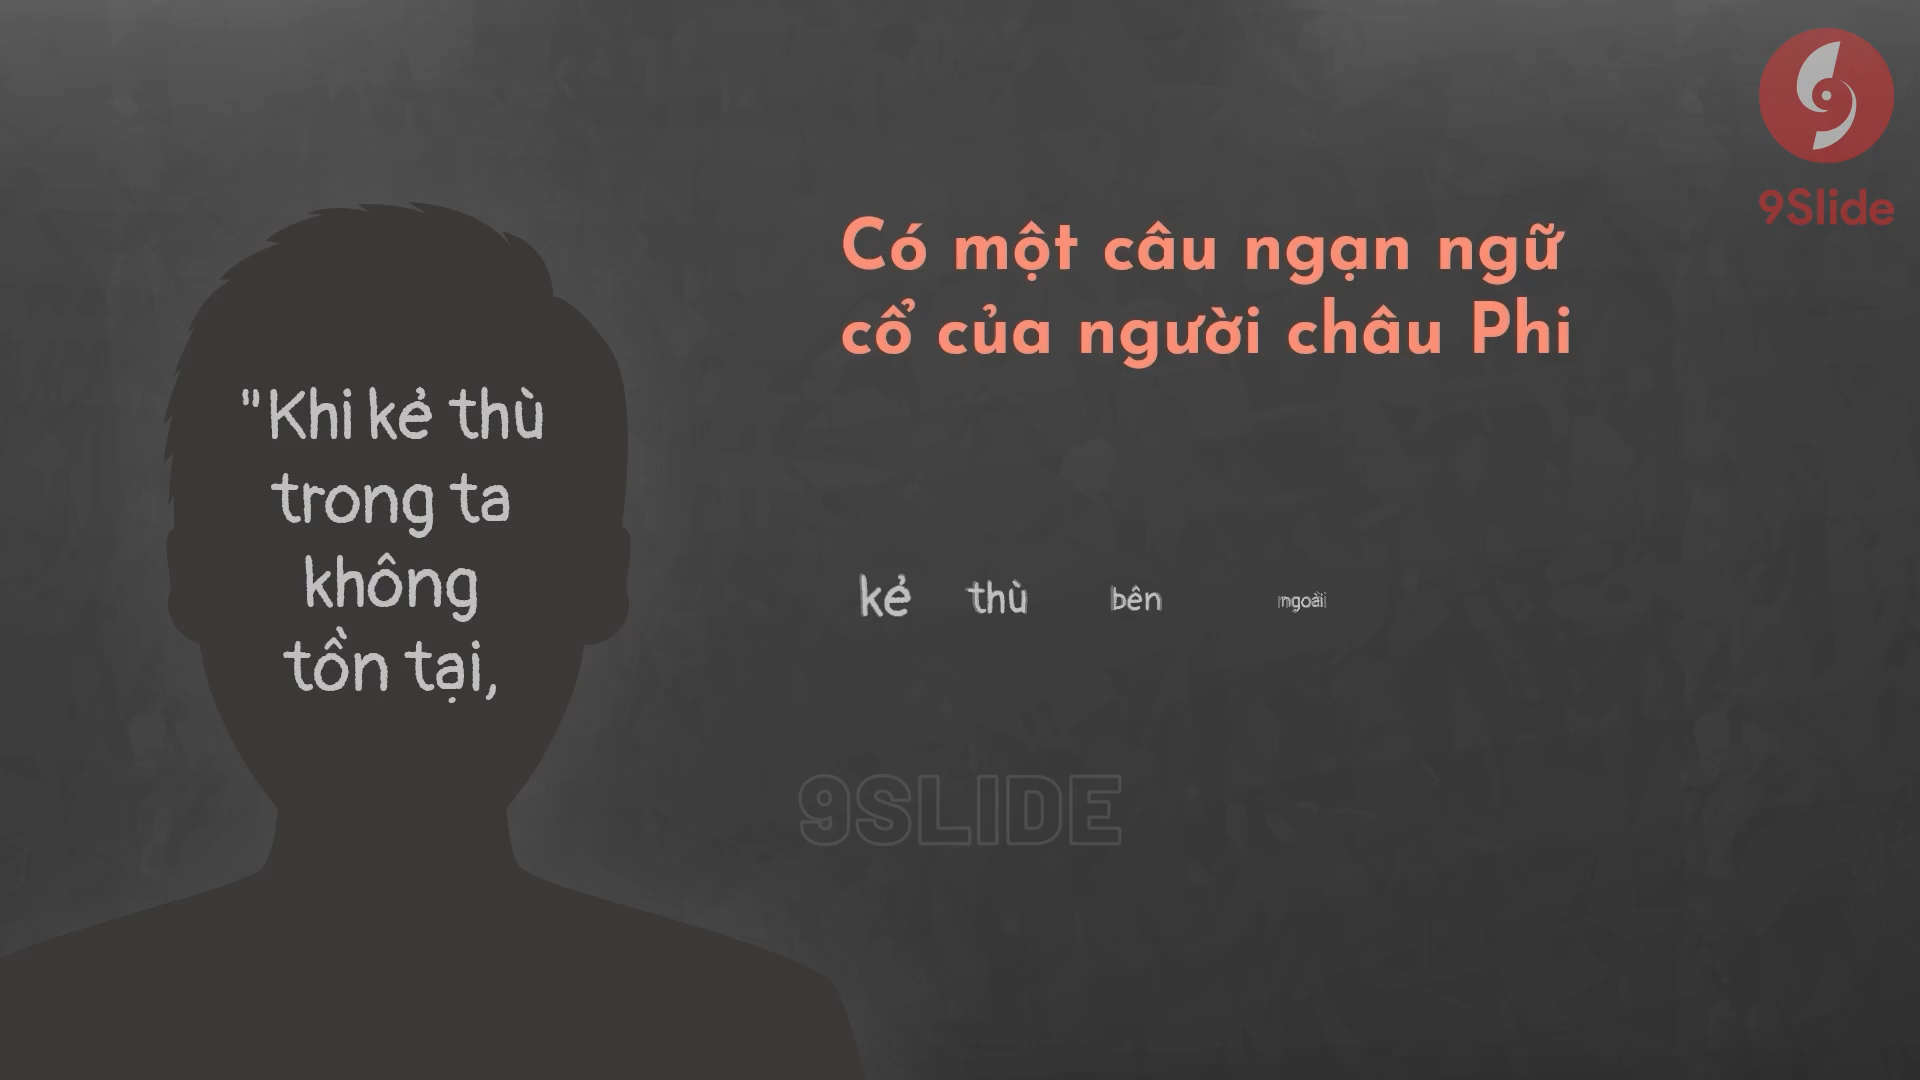 9Slide
Có một câu ngạn ngữ
cổ của người châu Phi
"Khi kẻ thù
trong ta
không
tồn tại,
kẻ thù bên ngoài
9SLIDE